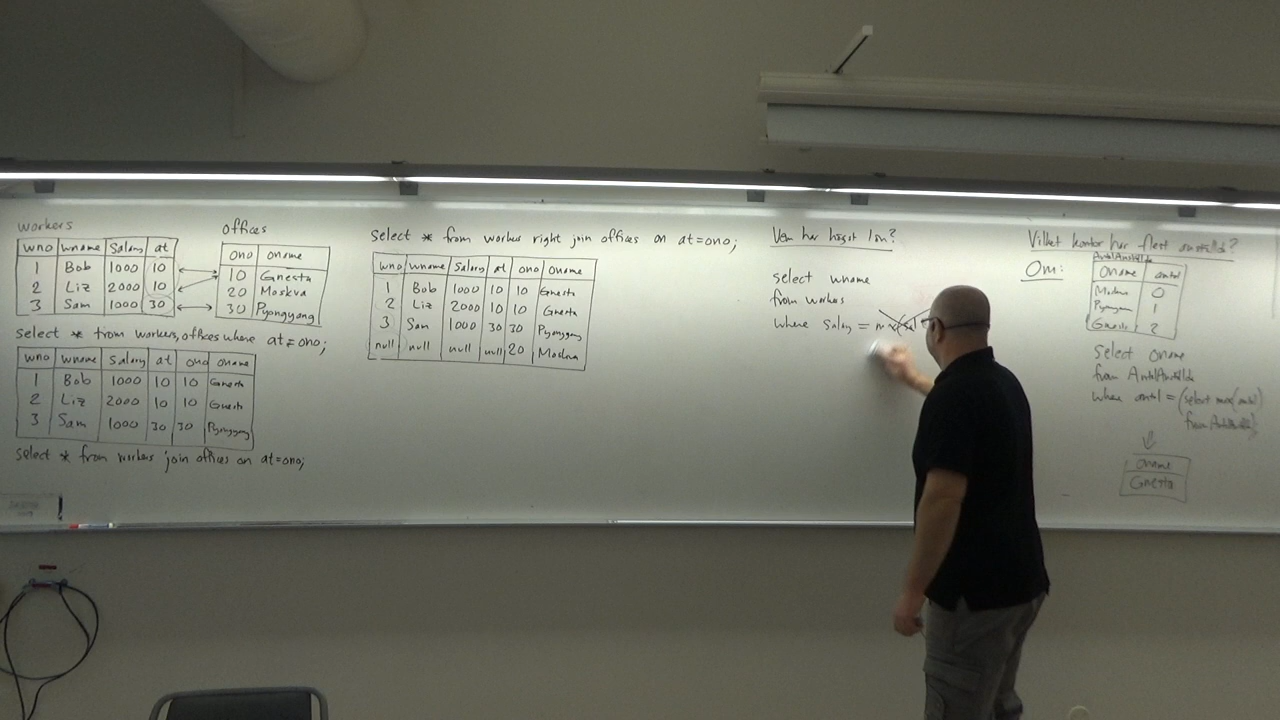 workers
wno wname Salary at
1 Bob 1000 10
2 Liz 2000 10
3 Sam 1000 30
offices
ono oname
10 Gnesta
20 Moskva
30 Pyongyang
select * from workers, offices where at=ono;
wno wname Salary at ono oname
1 Bob 1000 10 10 Gnesta
2 Liz 2000 10 10 Gnesta
3 Sam 1000 30 30 Pyongyang
select * from workers join offices on at=ono;
select * from workers right join offices on at=ono;
wno wname Salary at ono oname
1 Bob 1000 10 10 Gnesta
2 Liz 2000 10 10 Gnesta
3 Sam 1000 30 30 Pyongyang
null null null null 20 Moskva
Vem har högst lön?
select wname
from workers
where salary =
Vilket kontor har flest anställda?
Om:
AntalAnställda
oname antal
Moskva 0
Pyongyang 1
Gnesta 2
select oname
from AntalAnställda
where antal = (select max(antal)
from AntalAnställda)
oname
Gnesta